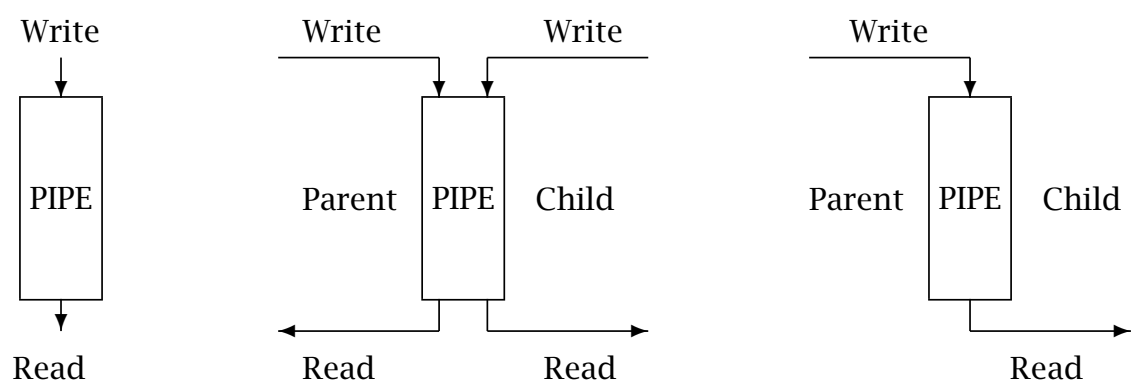 Write
Write
Write
Write
PIPE
Parent
PIPE
Child
Parent
PIPE
Child
Read
Read
Read
Read